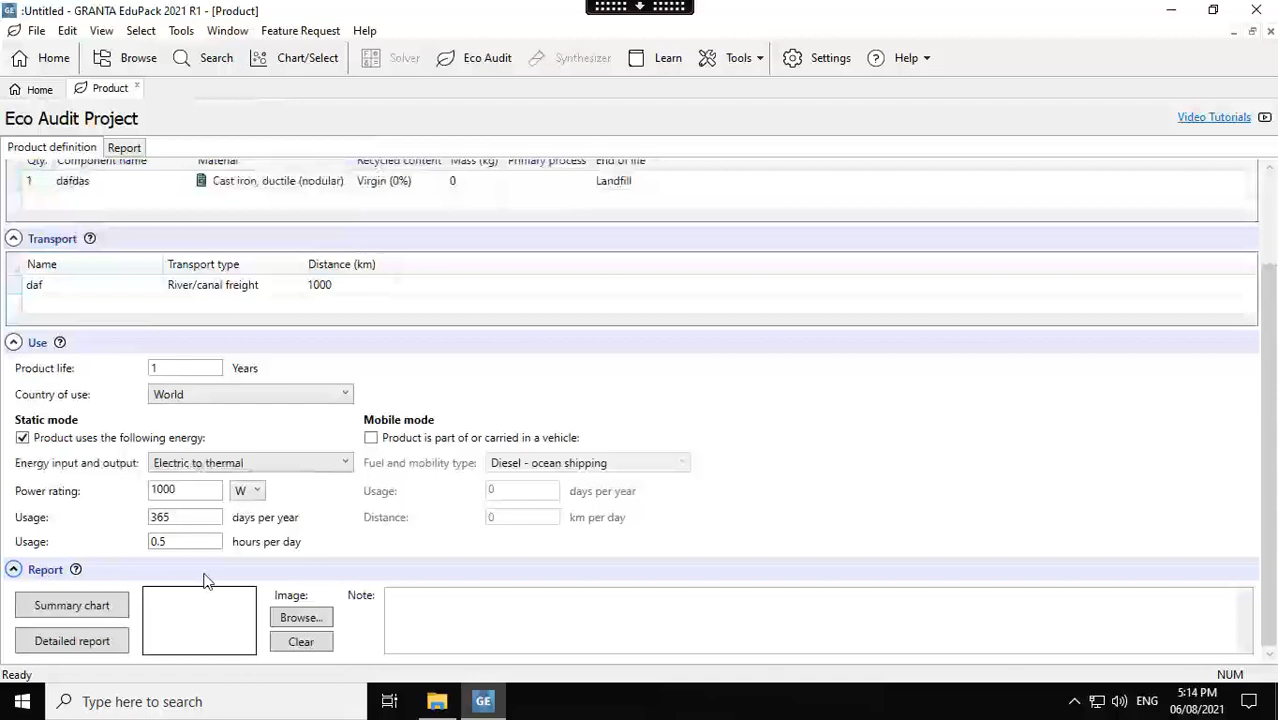 GE :Untitled - GRANTA EduPack 2021 R1 - [Product]
File Edit View Select Tools Window Feature Request Help
Home Browse Search Chart/Select Solver Eco Audit Synthesizer Learn Tools Settings Help
Home Product
Eco Audit Project Video Tutorials
Product definition Report
Qty. Component name Material Recycled content Mass (kg) Primary process End of life
1 dafdas Cast iron, ductile (nodular) Virgin (0%) 0 Landfill
Transport
Name Transport type Distance (km)
daf River/canal freight 1000
Use
Product life: 1 Years
Country of use: World
Static mode Mobile mode
Product uses the following energy: Product is part of or carried in a vehicle:
Energy input and output: Electric to thermal Fuel and mobility type: Diesel - ocean shipping
Power rating: 1000 W Usage: 0 days per year
Usage: 365 days per year Distance: 0 km per day
Usage: 0.5 hours per day
Report
Summary chart Image: Note:
Browse...
Detailed report Clear
Ready NUM
Type here to search GE ENG 5:14 PM
06/08/2021